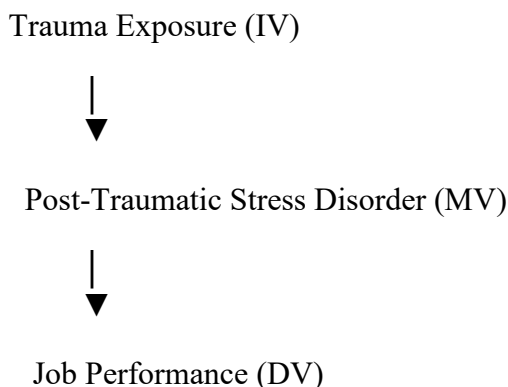 Trauma Exposure (IV)
Post-Traumatic Stress Disorder (MV)
Job Performance (DV)